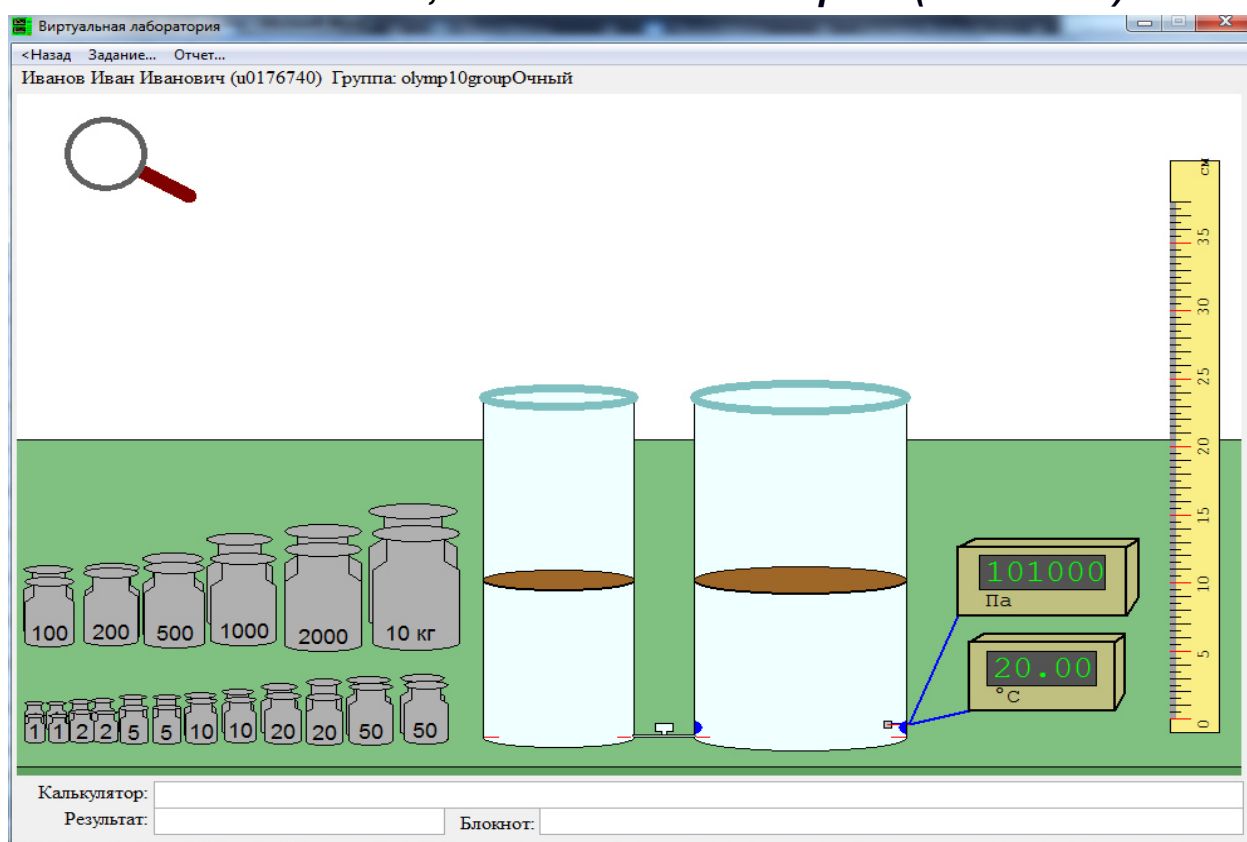 Виртуальная лаборатория
<Назад Задание... Отчет...
Иванов Иван Иванович (u0176740) Группа: olymp10groupОчный
см
35
30
25
20
15
10
5
0
101000
Па
20.00
°С
100 200 500 1000 2000 10 кг
1 1 2 2 5 5 10 10 20 20 50 50
Калькулятор:
Результат:
Блокнот: